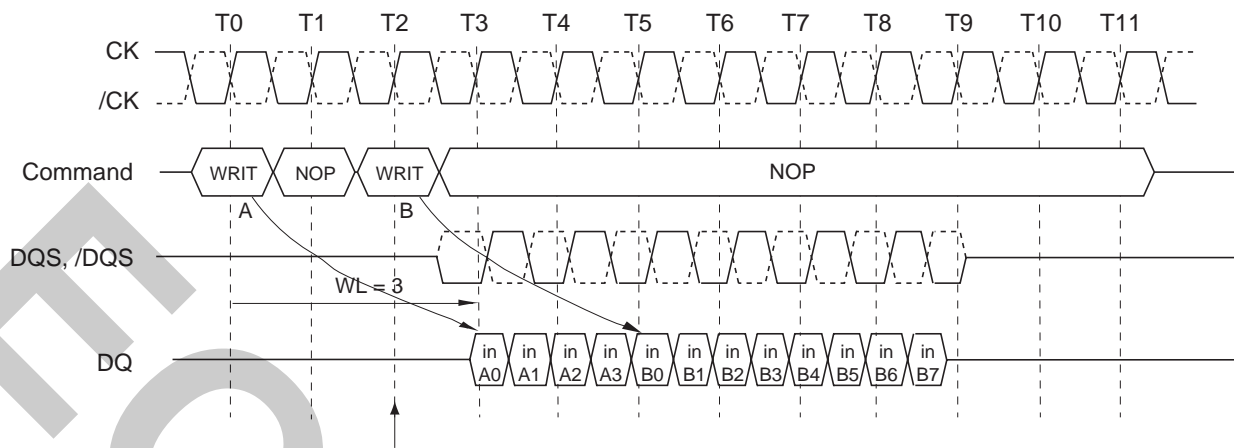 T0 T1 T2 T3 T4 T5 T6 T7 T8 T9 T10 T11
CK
/CK
Command WRIT NOP WRIT NOP
A B
DQS, /DQS
WL = 3
DQ in in in in in in in in in in in in
A0 A1 A2 A3 B0 B1 B2 B3 B4 B5 B6 B7